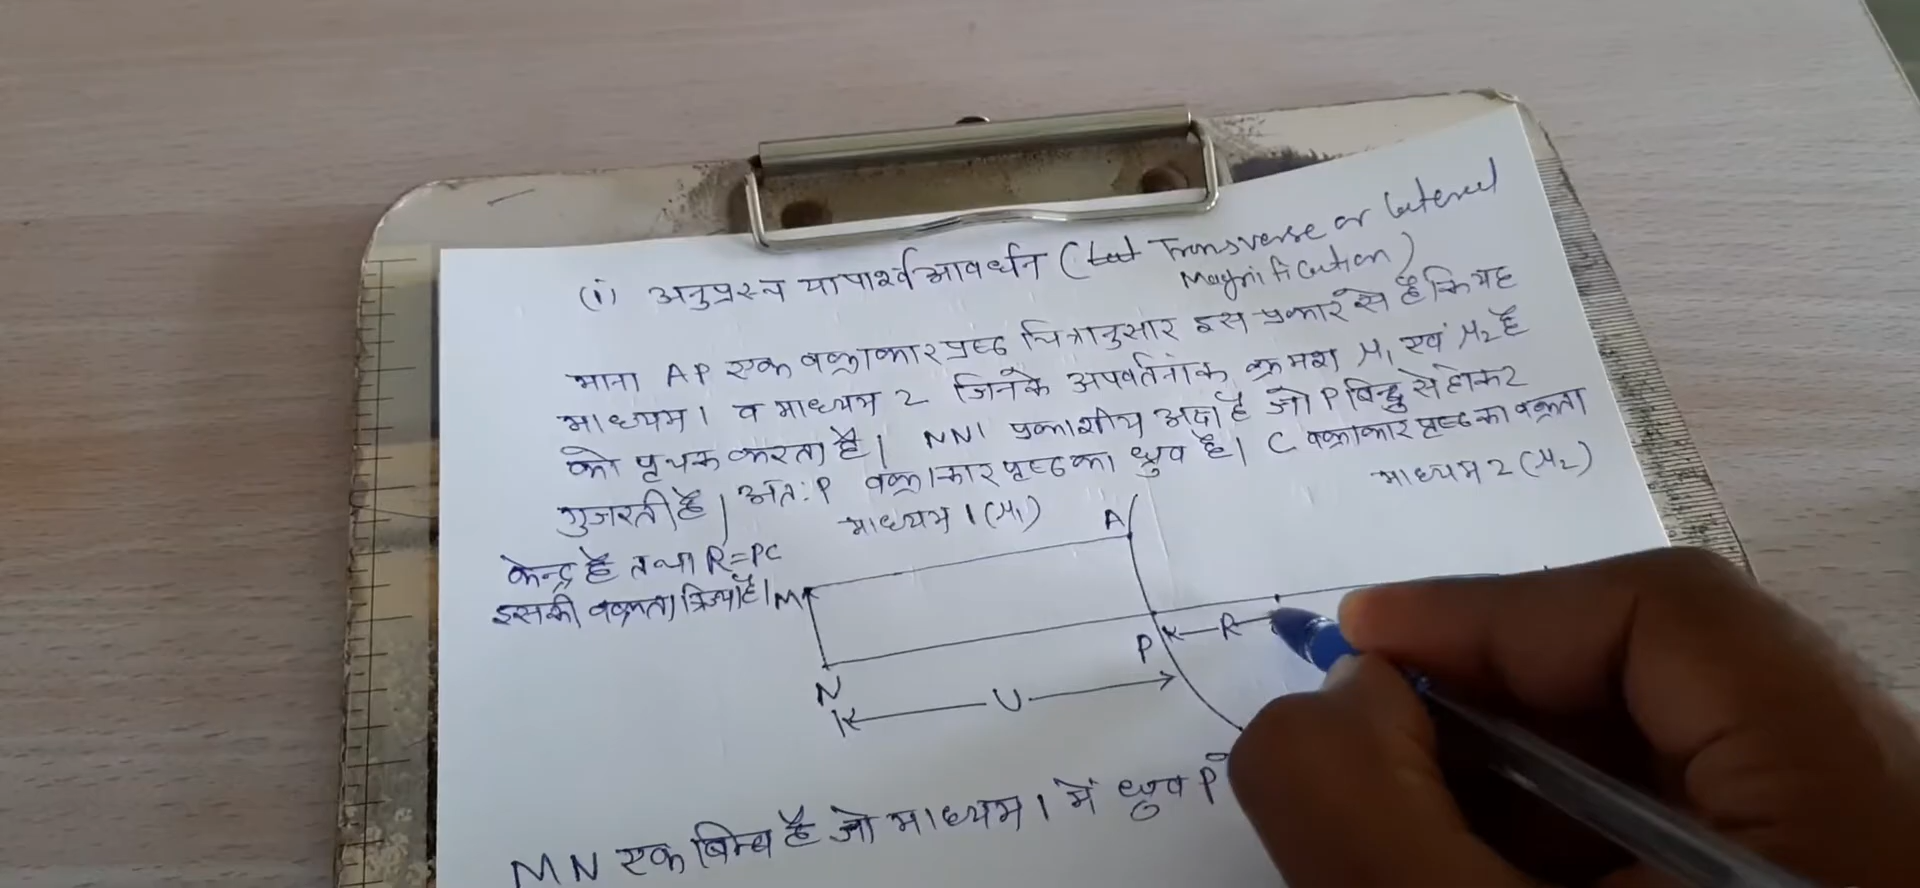 (i) अनुप्रस्थ या पार्श्व आवर्धन ( Transverse or lateral
Magnification)
माना AP एक वक्राकार प्रष्ठ चित्रानुसार इस प्रकार से है कि यह
माध्यम 1 व माध्यम 2 जिनके अपवर्तनांक क्रमश μ1 एवं μ2 है
को पृथक करता है। NN1 प्रकाशीय अक्ष है जो P बिन्दु से होकर
गुजरती है। अतः P वक्राकार पृष्ठ का ध्रुव है। C वक्राकार पृष्ठ का वक्रता
केन्द्र है तथा R=PC
इसकी वक्रता त्रिज्या है।
माध्यम 1 (μ1)
माध्यम 2 (μ2)
A
M
P
R
N
U
MN एक बिम्ब है जो माध्यम 1 में ध्रुव P